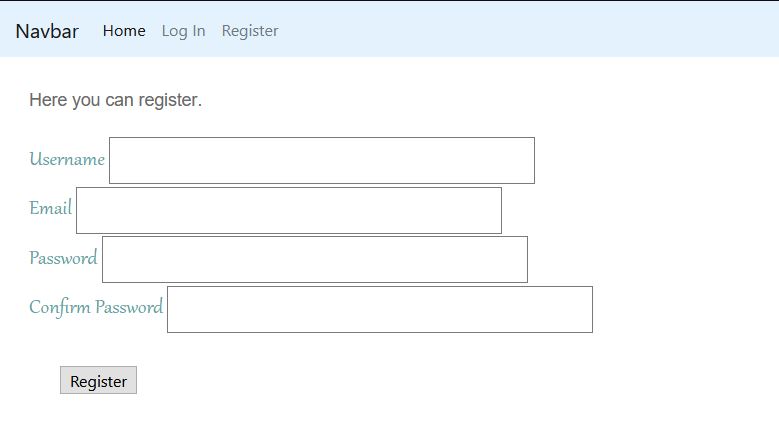 Navbar Home Log In Register
Here you can register.
Username
Email
Password
Confirm Password
Register